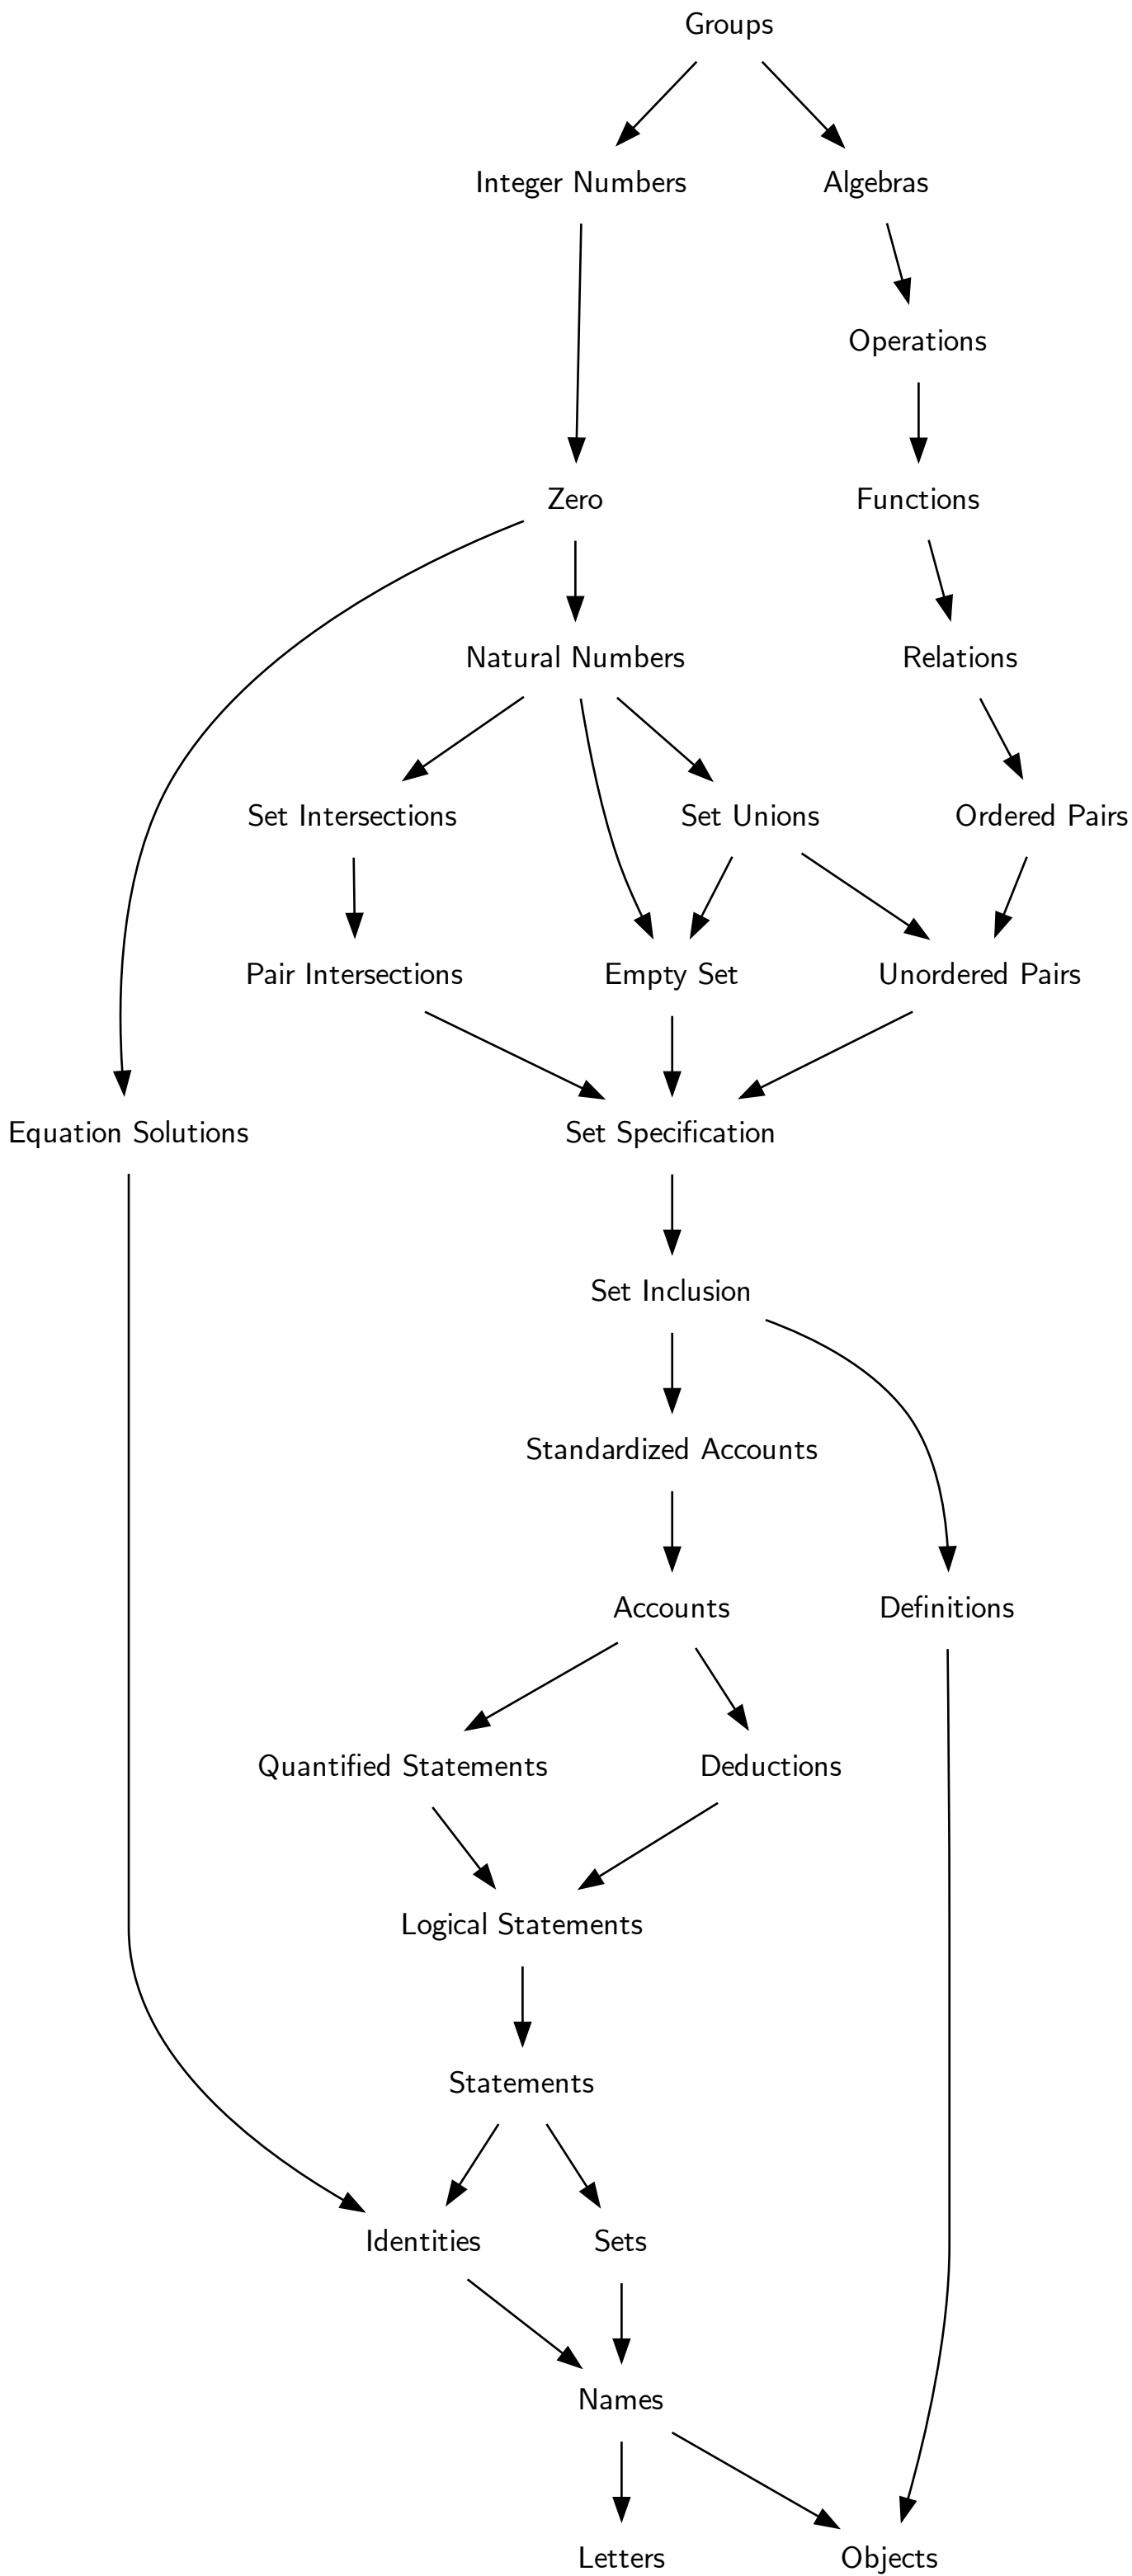 Groups
Integer Numbers
Algebras
Operations
Zero
Functions
Natural Numbers
Relations
Set Intersections
Set Unions
Ordered Pairs
Pair Intersections
Empty Set
Unordered Pairs
Equation Solutions
Set Specification
Set Inclusion
Standardized Accounts
Accounts
Definitions
Quantified Statements
Deductions
Logical Statements
Statements
Identities
Sets
Names
Letters
Objects